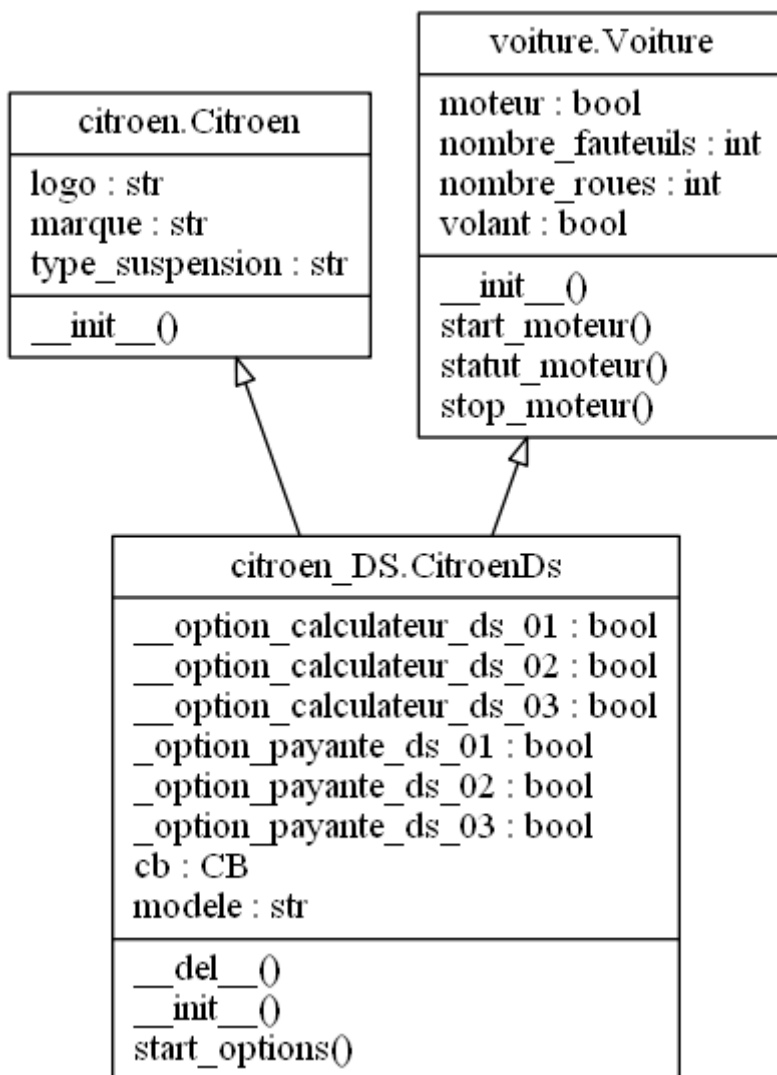 citroen.Citroen
logo : str
marque : str
type_suspension : str
__init__()
voiture.Voiture
moteur : bool
nombre_fauteuils : int
nombre_roues : int
volant : bool
__init__()
start_moteur()
statut_moteur()
stop_moteur()
citroen_DS.CitroenDs
__option_calculateur_ds_01 : bool
__option_calculateur_ds_02 : bool
__option_calculateur_ds_03 : bool
_option_payante_ds_01 : bool
_option_payante_ds_02 : bool
_option_payante_ds_03 : bool
cb : CB
modele : str
__del__()
__init__()
start_options()